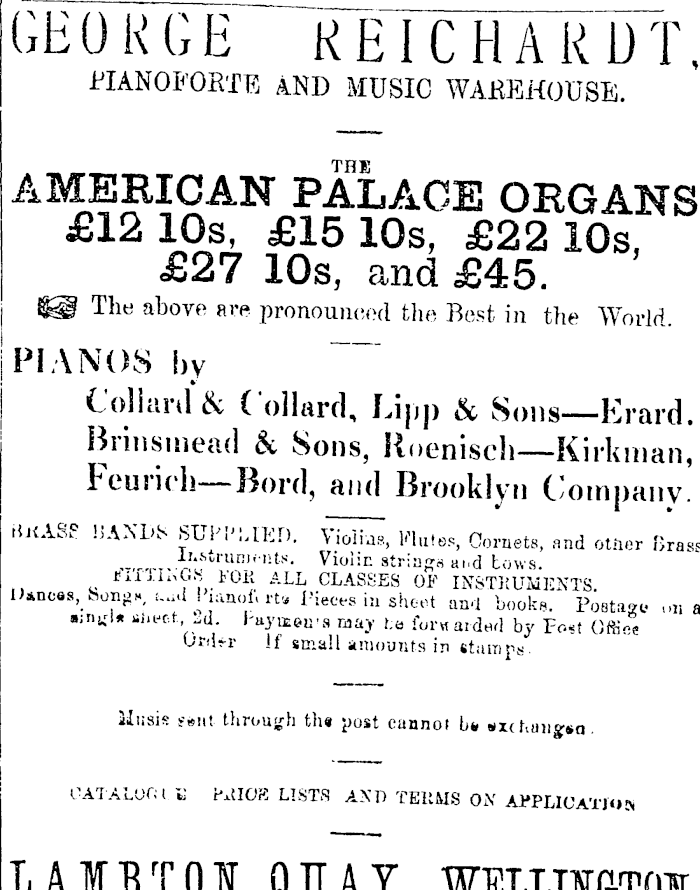 GEORGE REICHARDT,
PIANOFORTE AND MUSIC WAREHOUSE.
THE
AMERICAN PALACE ORGANS
£12 10s, £15 10s, £22 10s,
£27 10s, and £45.
The above are pronounced the Best in the World.
PIANOS by
Collard & Collard, Lipp & Sons—Erard.
Brinsmead & Sons, Roenisch—Kirkman,
Feurich—Bord, and Brooklyn Company.
BRASS BANDS SUPPLIED. Violins, Flutes, Cornets, and other Brass
Instruments. Violin strings and bows.
FITTINGS FOR ALL CLASSES OF INSTRUMENTS.
Dances, Songs, and Pianoforte Pieces in sheet and books. Postage on a
single sheet, 2d. Payments may be forwarded by Post Office
Order If small amounts in stamps.
Music sent through the post cannot be exchanged.
CATALOGUE PRICE LISTS AND TERMS ON APPLICATION
LAMBTON QUAY, WELLINGTON